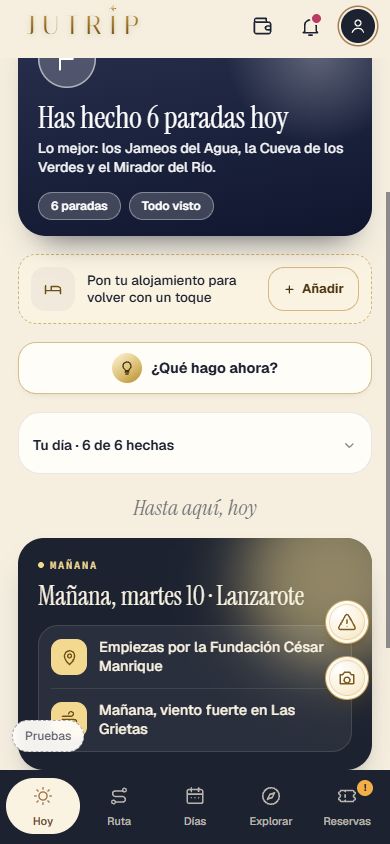 JUTRIP
Has hecho 6 paradas hoy
Lo mejor: los Jameos del Agua, la Cueva de los
Verdes y el Mirador del Río.
6 paradas
Todo visto
Pon tu alojamiento para
volver con un toque
+ Añadir
¿Qué hago ahora?
Tu día · 6 de 6 hechas
Hasta aquí, hoy
MAÑANA
Mañana, martes 10 · Lanzarote
Empiezas por la Fundación César
Manrique
Mañana, viento fuerte en Las
Grietas
Pruebas
!
Hoy
Ruta
Días
Explorar
Reservas